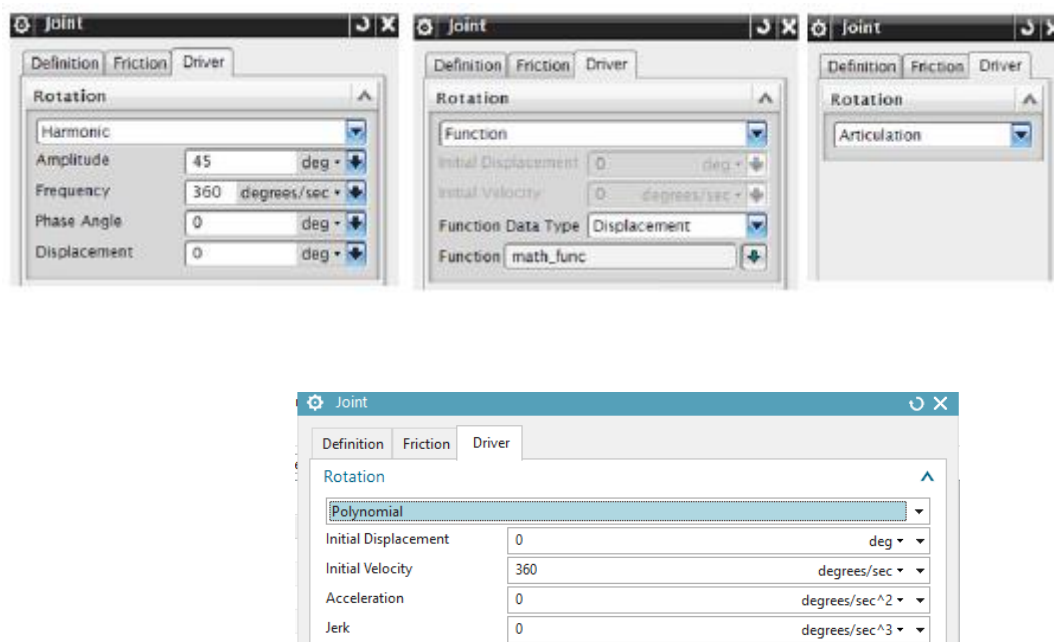 Joint
Definition Friction Driver
Rotation
Harmonic
Amplitude 45 deg
Frequency 360 degrees/sec
Phase Angle 0 deg
Displacement 0 deg
Joint
Definition Friction Driver
Rotation
Function
Initial Displacement 0 deg
Initial Velocity 0 degrees/sec
Function Data Type Displacement
Function math_func
Joint
Definition Friction Driver
Rotation
Articulation
Joint
Definition Friction Driver
Rotation
Polynomial
Initial Displacement 0 deg
Initial Velocity 360 degrees/sec
Acceleration 0 degrees/sec^2
Jerk 0 degrees/sec^3